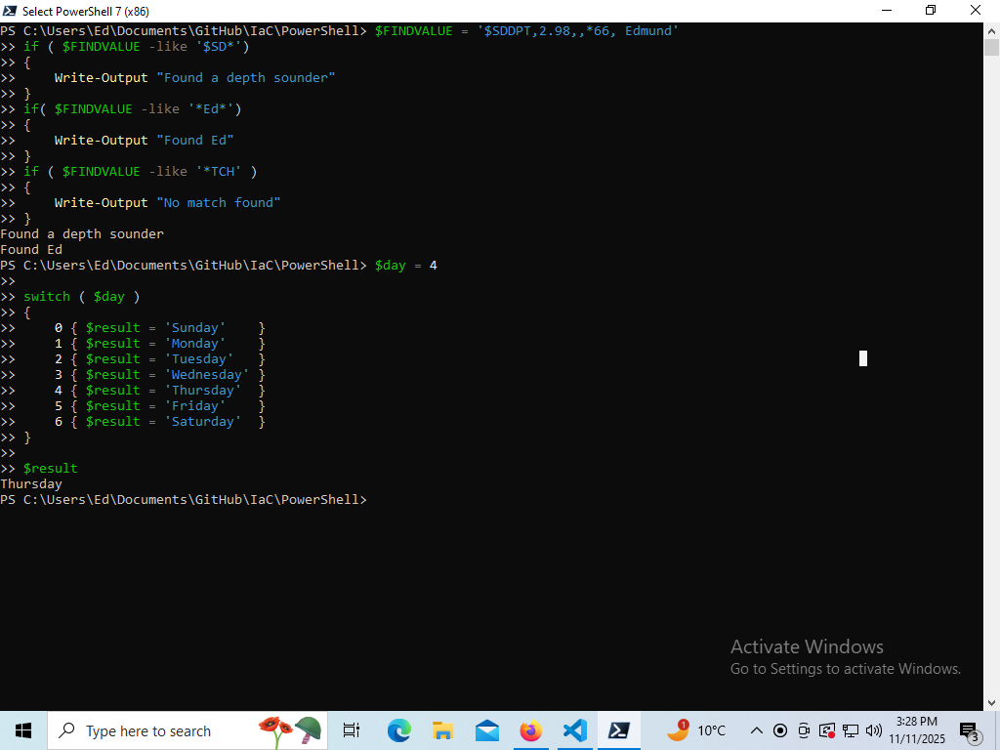 Select PowerShell 7 (x86)
PS C:\Users\Ed\Documents\GitHub\IaC\PowerShell> $FINDVALUE = '$SDDPT,2.98,,*66, Edmund'
>> if ( $FINDVALUE -like '$SD*')
>> {
>>     Write-Output "Found a depth sounder"
>> }
>> if( $FINDVALUE -like '*Ed*')
>> {
>>     Write-Output "Found Ed"
>> }
>> if ( $FINDVALUE -like '*TCH' )
>> {
>>     Write-Output "No match found"
>> }
Found a depth sounder
Found Ed
PS C:\Users\Ed\Documents\GitHub\IaC\PowerShell> $day = 4
>>
>> switch ( $day )
>> {
>>     0 { $result = 'Sunday'    }
>>     1 { $result = 'Monday'    }
>>     2 { $result = 'Tuesday'   }
>>     3 { $result = 'Wednesday' }
>>     4 { $result = 'Thursday'  }
>>     5 { $result = 'Friday'    }
>>     6 { $result = 'Saturday'  }
>> }
>>
>> $result
Thursday
PS C:\Users\Ed\Documents\GitHub\IaC\PowerShell>
Activate Windows
Go to Settings to activate Windows.
Type here to search
1
10°C
3:28 PM
11/11/2025
3